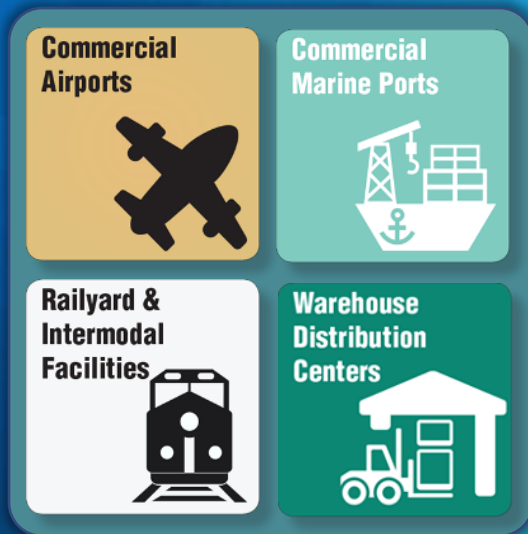 Commercial
Airports
Commercial
Marine Ports
Railyard &
Intermodal
Facilities
Warehouse
Distribution
Centers